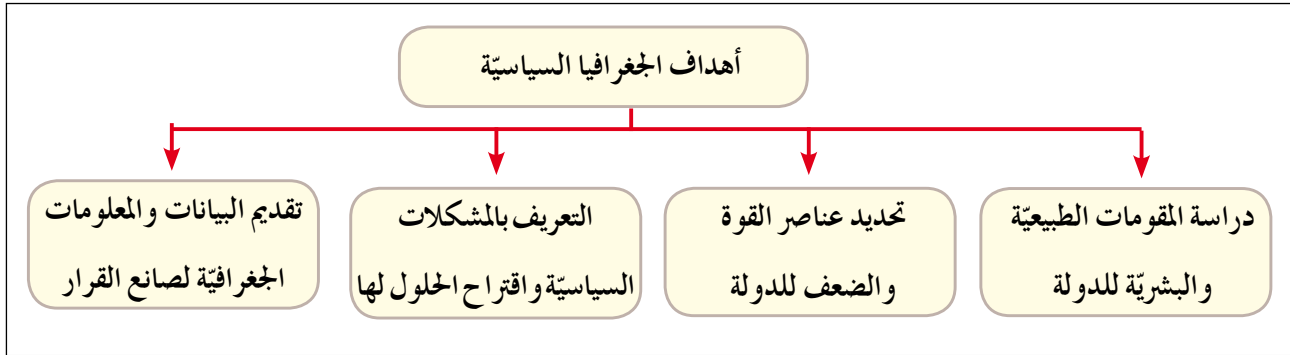 أهداف الجغرافيا السياسيّة
دراسة المقومات الطبيعيّة
والبشريّة للدولة
تحديد عناصر القوة
والضعف للدولة
التعريف بالمشكلات
السياسيّة واقتراح الحلول لها
تقديم البيانات والمعلومات
الجغرافيّة لصانع القرار